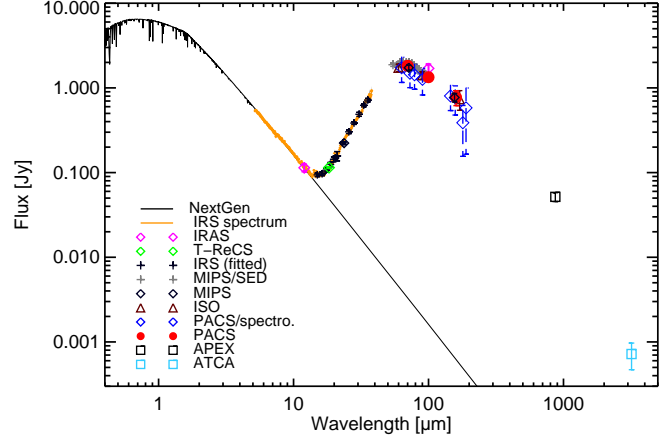 10.000
1.000
0.100
0.010
0.001
Flux [Jy]
NextGen
IRS spectrum
IRAS
T−ReCS
IRS (fitted)
MIPS/SED
MIPS
ISO
PACS/spectro.
PACS
APEX
ATCA
1 10 100 1000
Wavelength [µm]